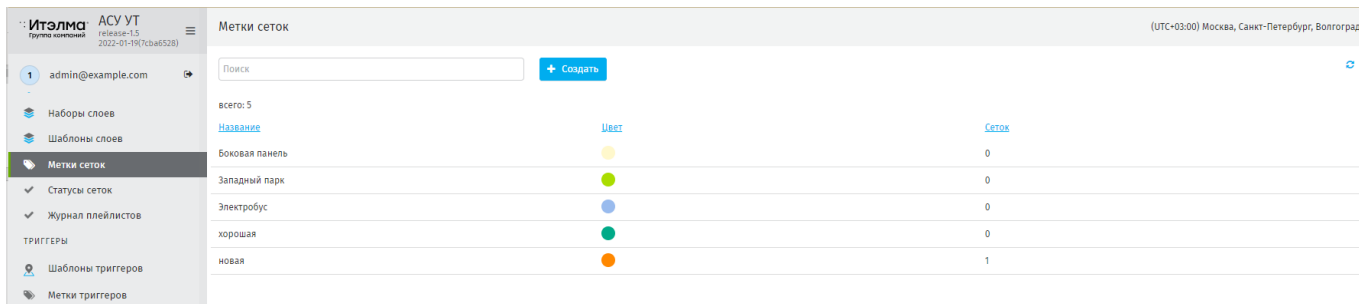 Итэлма
Группа компаний
АСУ УТ
release-1.5
2022-01-19(7cba6528)
Метки сеток
(UTC+03:00) Москва, Санкт-Петербург, Волгоград
1 admin@example.com
Поиск
+ Создать
всего: 5
Название Цвет Сеток
Боковая панель 0
Западный парк 0
Электробус 0
хорошая 0
новая 1
Наборы слоев
Шаблоны слоев
Метки сеток
Статусы сеток
Журнал плейлистов
ТРИГГЕРЫ
Шаблоны триггеров
Метки триггеров